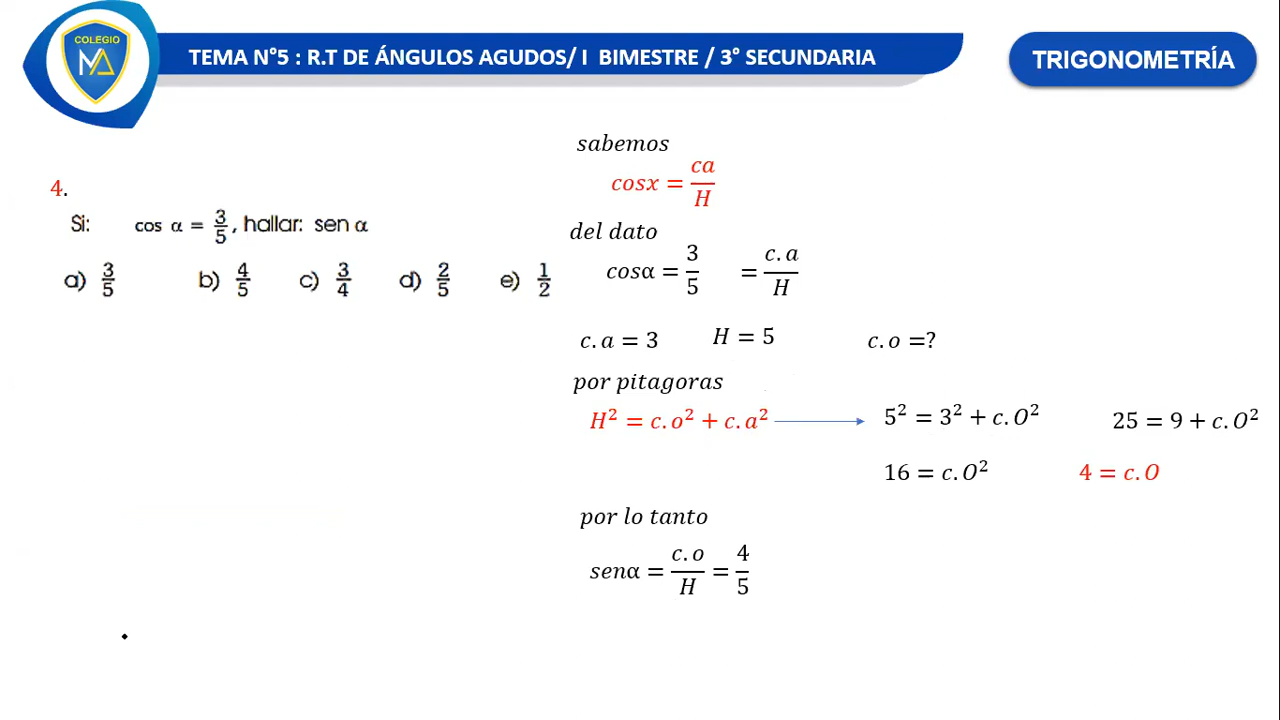 COLEGIO
MA
TEMA N°5 : R.T DE ÁNGULOS AGUDOS/ I BIMESTRE / 3° SECUNDARIA
TRIGONOMETRÍA
4.
Si: cos α = 3/5, hallar: sen α
a) 3/5 b) 4/5 c) 3/4 d) 2/5 e) 1/2
sabemos
cosx = ca/H
del dato
cosα = 3/5 = c.a/H
c.a = 3 H = 5 c.o =?
por pitagoras
H² = c.o² + c.a² 5² = 3² + c.O² 25 = 9 + c.O²
16 = c.O² 4 = c.O
por lo tanto
senα = c.o/H = 4/5